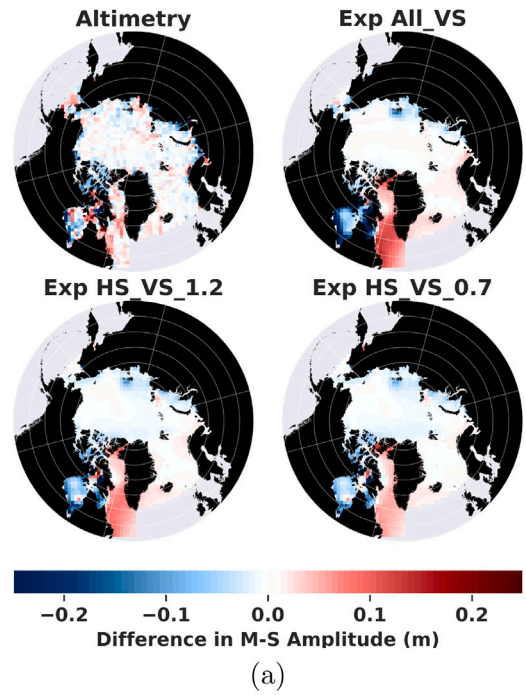 Altimetry Exp All_VS
Exp HS_VS_1.2 Exp HS_VS_0.7
−0.2 −0.1 0.0 0.1 0.2
Difference in M-S Amplitude (m)
(a)